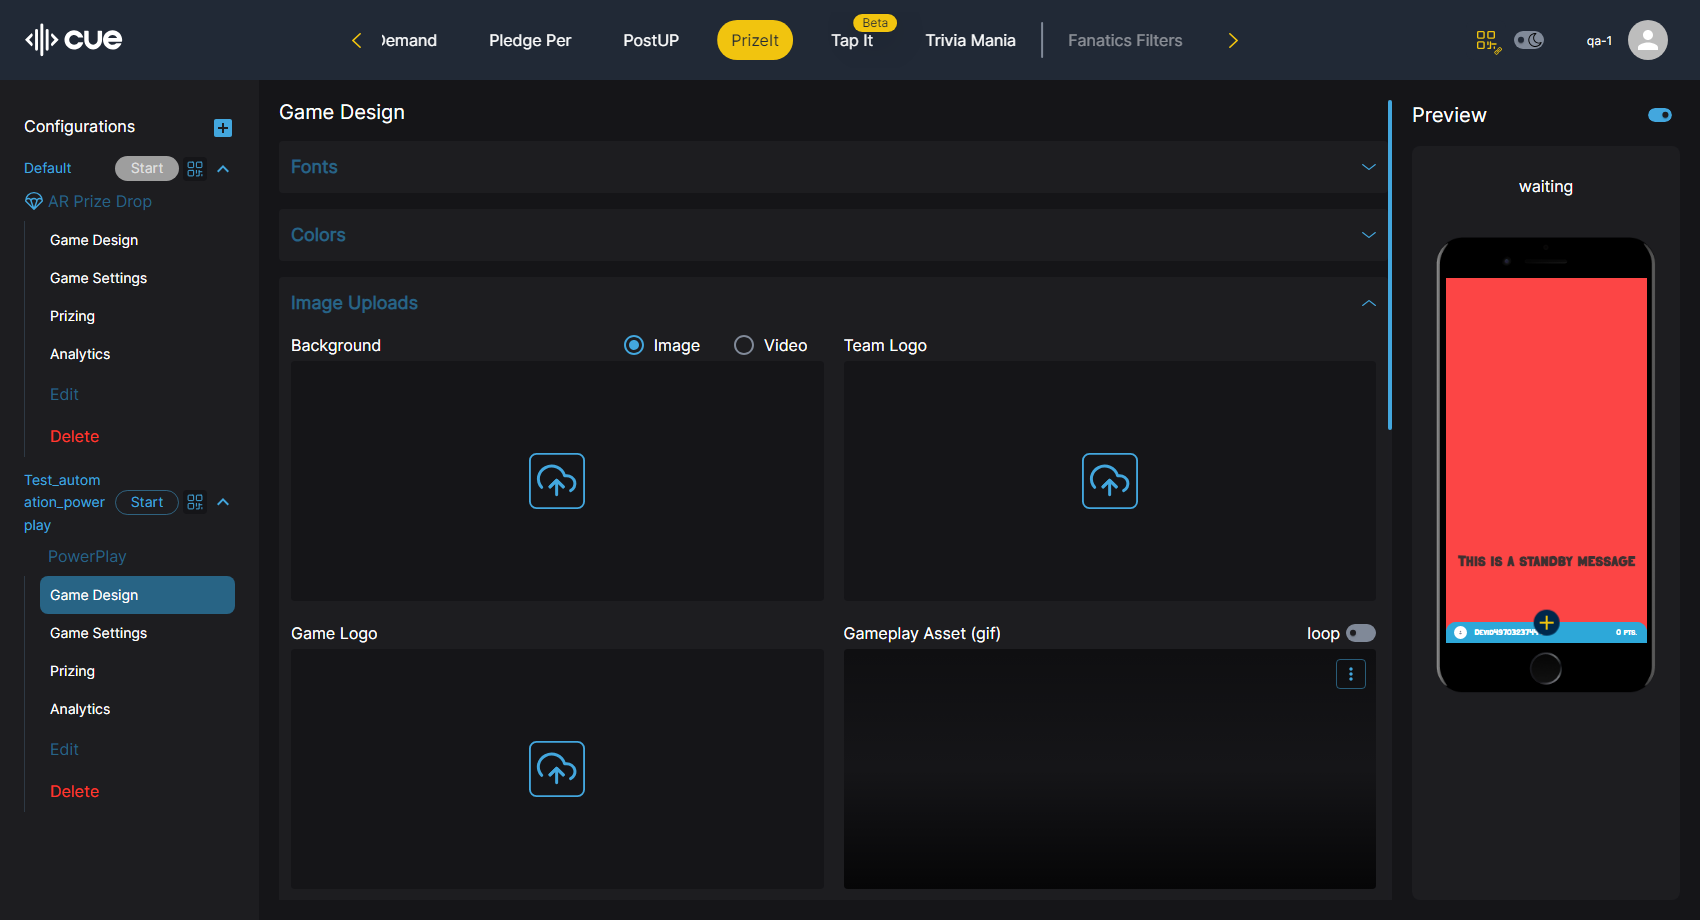 cue
Demand
Pledge Per
PostUP
PrizeIt
Beta
Tap It
Trivia Mania
Fanatics Filters
qa-1
Configurations
Default
Start
AR Prize Drop
Game Design
Game Settings
Prizing
Analytics
Edit
Delete
Test_autom
ation_power
play
Start
PowerPlay
Game Design
Game Settings
Prizing
Analytics
Edit
Delete
Game Design
Fonts
Colors
Image Uploads
Background
Image
Video
Team Logo
Game Logo
Gameplay Asset (gif)
loop
Preview
waiting
This is a standby message
0 pts.